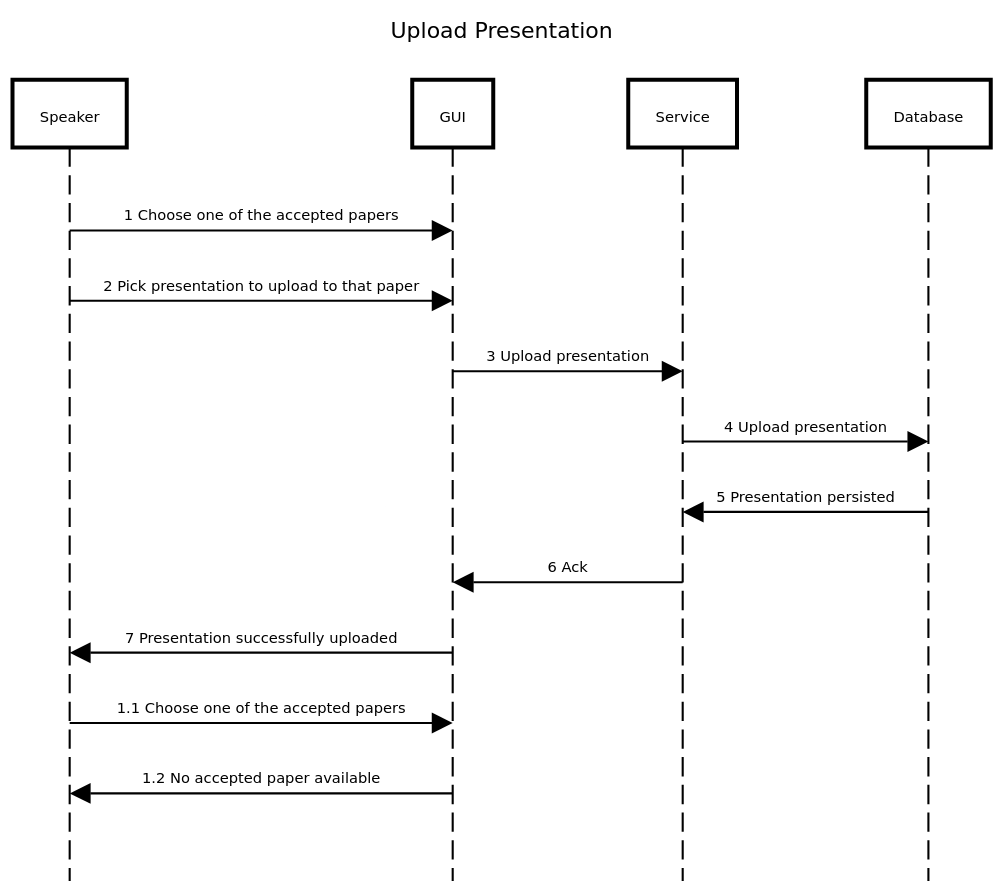 Upload Presentation
Speaker
GUI
Service
Database
1 Choose one of the accepted papers
2 Pick presentation to upload to that paper
3 Upload presentation
4 Upload presentation
5 Presentation persisted
6 Ack
7 Presentation successfully uploaded
1.1 Choose one of the accepted papers
1.2 No accepted paper available